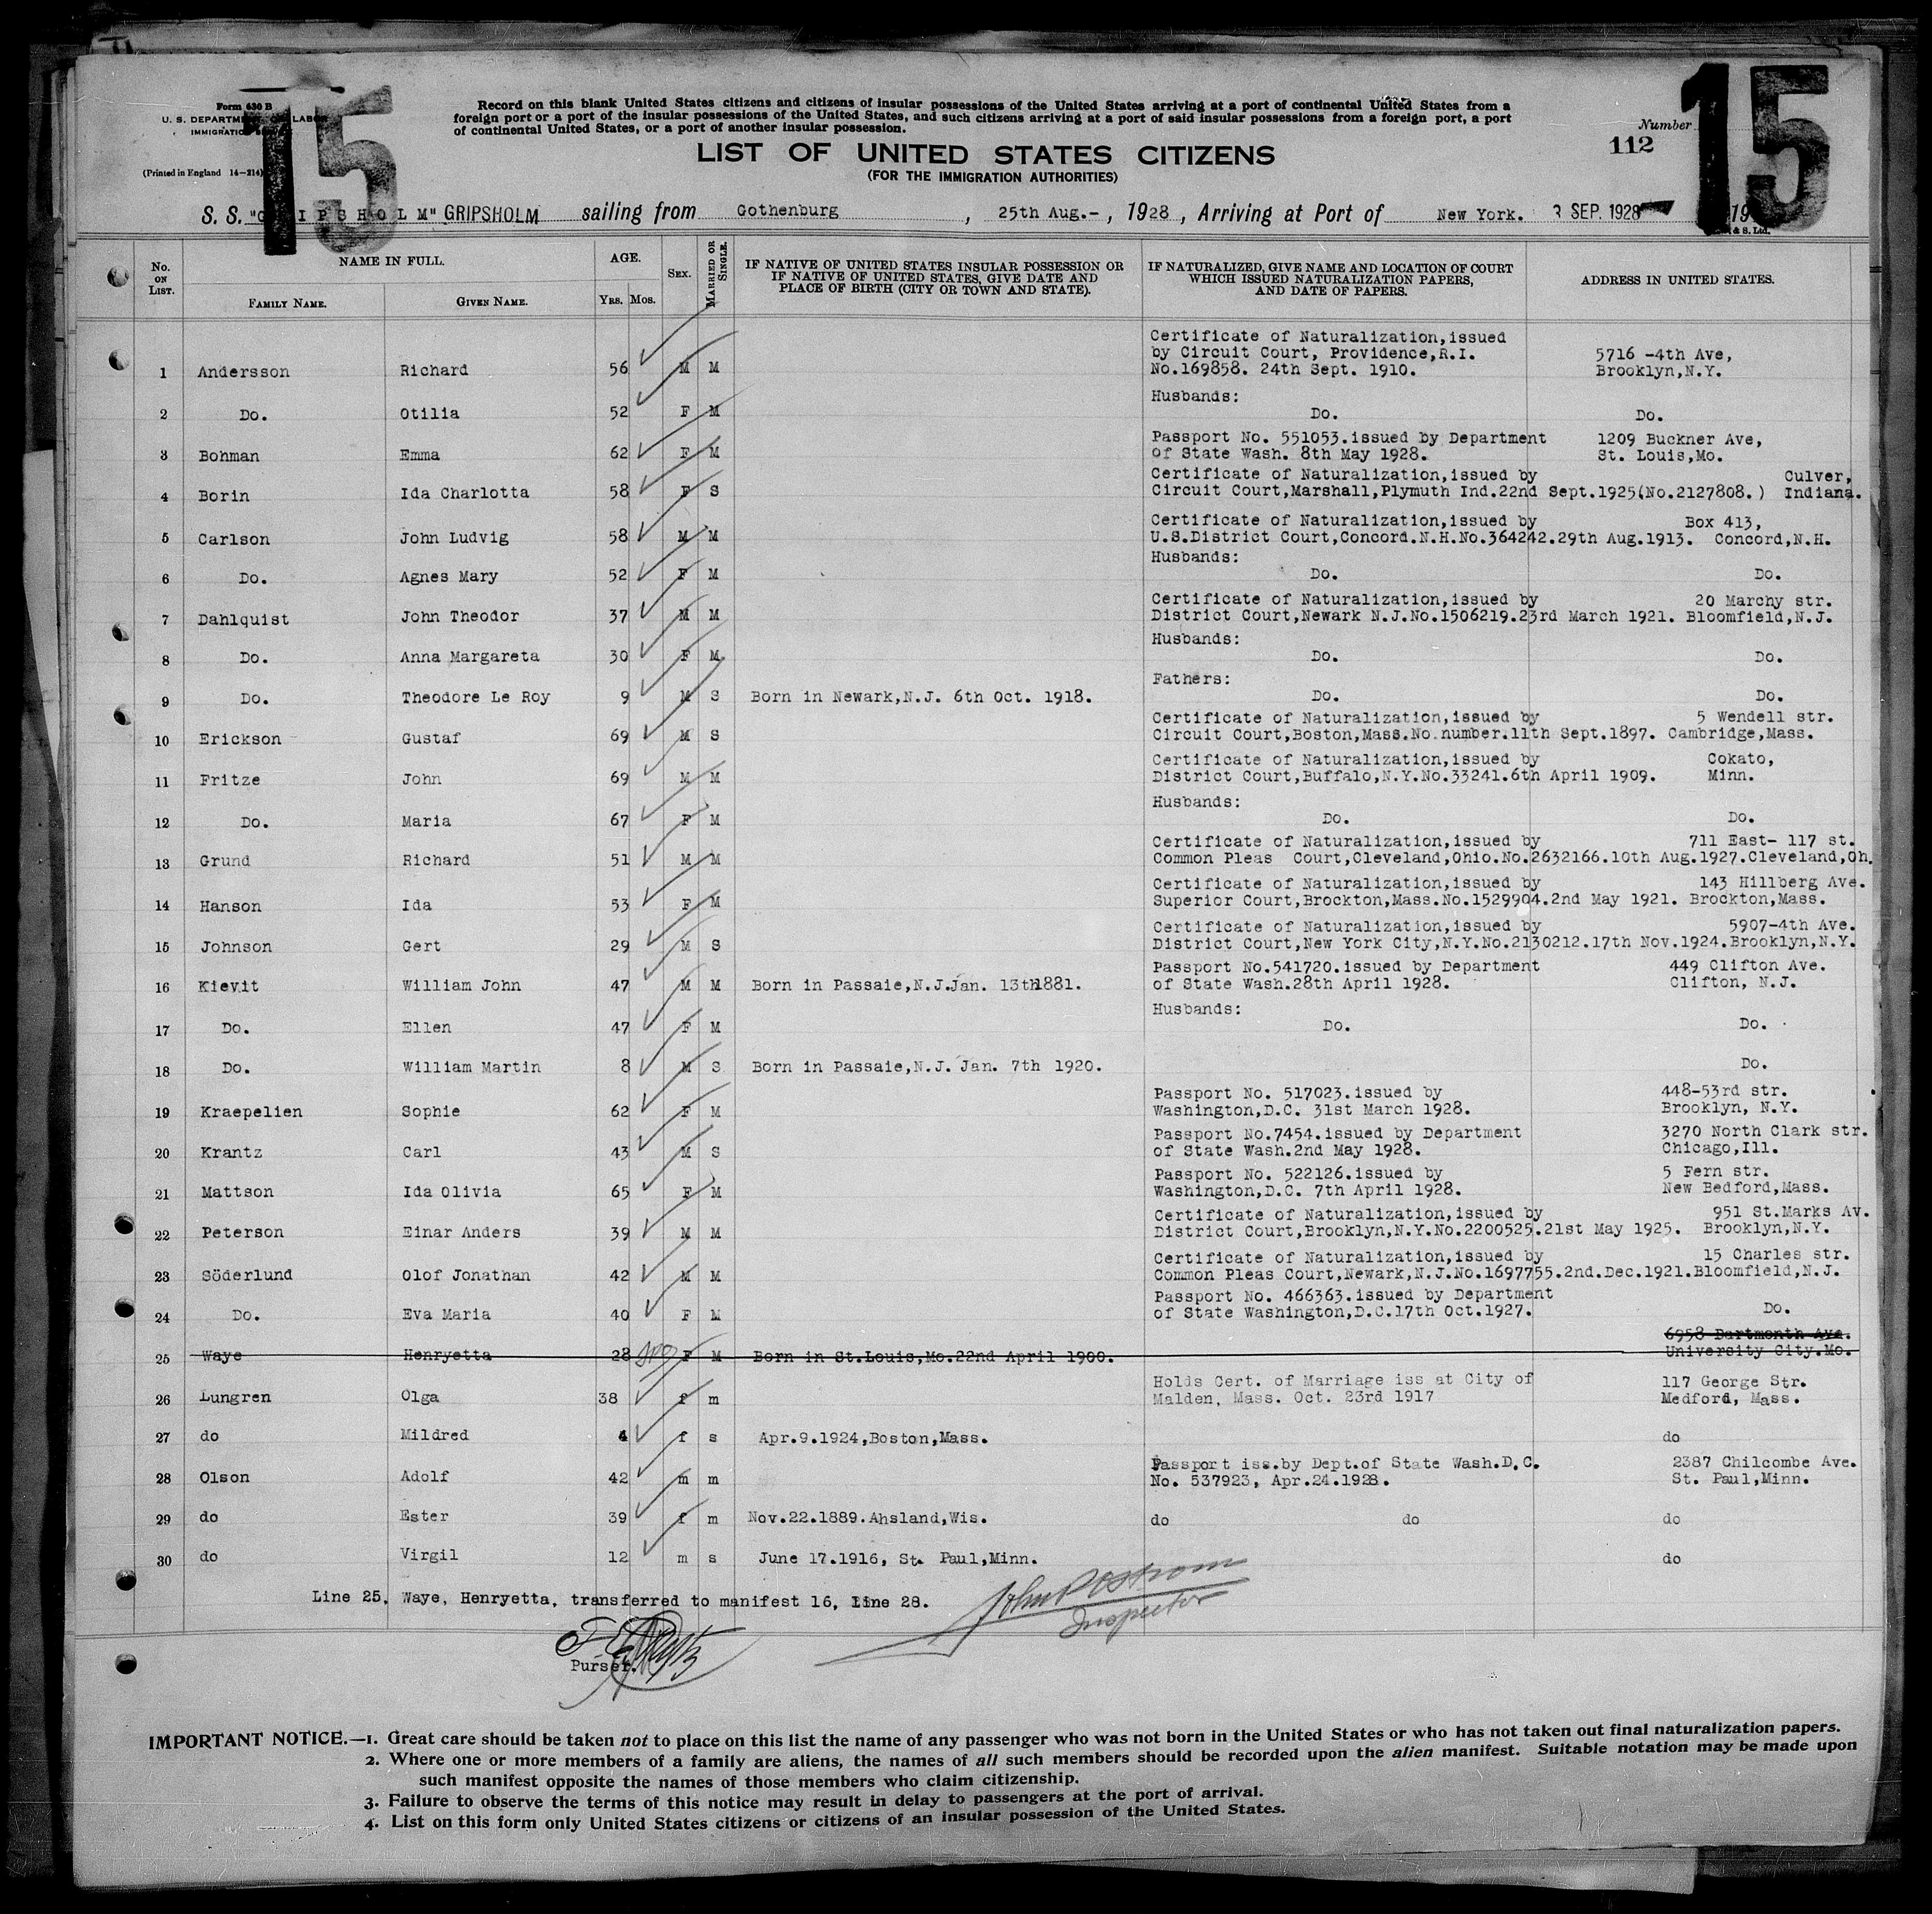 15
15
Form 630 B
U. S. DEPARTMENT OF LABOR
IMMIGRATION SERVICE
(Printed in England 14—214)
Record on this blank United States citizens and citizens of insular possessions of the United States arriving at a port of continental United States from a
foreign port or a port of the insular possessions of the United States, and such citizens arriving at a port of said insular possessions from a foreign port, a port
of continental United States, or a port of another insular possession.
Number
112
LIST OF UNITED STATES CITIZENS
(FOR THE IMMIGRATION AUTHORITIES)
S. S. "GRIPSHOLM" GRIPSHOLM sailing from Gothenburg, 25th Aug.-, 1928, Arriving at Port of New York. 3 SEP. 1928 19
& S. Ltd.
No. ON LIST. NAME IN FULL. AGE. SEX. MARRIED OR SINGLE. IF NATIVE OF UNITED STATES INSULAR POSSESSION OR IF NATIVE OF UNITED STATES, GIVE DATE AND PLACE OF BIRTH (CITY OR TOWN AND STATE). IF NATURALIZED, GIVE NAME AND LOCATION OF COURT WHICH ISSUED NATURALIZATION PAPERS, AND DATE OF PAPERS. ADDRESS IN UNITED STATES.
FAMILY NAME. GIVEN NAME. YRS. MOS.
Certificate of Naturalization,issued
by Circuit Court, Providence,R.I. 5716 -4th Ave,
1 Andersson Richard 56 M M No.169858. 24th Sept. 1910. Brooklyn,N.Y.
Husbands:
2 Do. Otilia 52 F M Do. Do.
Passport No. 551053.issued by Department 1209 Buckner Ave,
3 Bohman Emma 62 F M of State Wash. 8th May 1928. St. Louis,Mo.
Certificate of Naturalization,issued by Culver,
4 Borin Ida Charlotta 58 F S Circuit Court,Marshall,Plymuth Ind.22nd Sept.1925(No.2127808.) Indiana.
Certificate of Naturalization,issued by Box 413,
5 Carlson John Ludvig 58 M M U.S.District Court,Concord.N.H.No.364242.29th Aug.1913. Concord,N.H.
Husbands:
6 Do. Agnes Mary 52 F M Do. Do.
Certificate of Naturalization,issued by 20 Marchy str.
7 Dahlquist John Theodor 37 M M District Court,Newark N.J.No.1506219.23rd March 1921. Bloomfield,N.J.
Husbands:
8 Do. Anna Margareta 30 F M Do. Do.
Fathers:
9 Do. Theodore Le Roy 9 M S Born in Newark,N.J. 6th Oct. 1918. Do. Do.
Certificate of Naturalization,issued by 5 Wendell str.
10 Erickson Gustaf 69 M S Circuit Court,Boston,Mass.No.number.11th Sept.1897. Cambridge,Mass.
Certificate of Naturalization,issued by Cokato,
11 Fritze John 69 M M District Court,Buffalo,N.Y.No.33241.6th April 1909. Minn.
Husbands:
12 Do. Maria 67 F M Do. Do.
Certificate of Naturalization,issued by 711 East- 117 st.
13 Grund Richard 51 M M Common Pleas Court,Cleveland,Ohio.No.2632166.10th Aug.1927.Cleveland,Oh.
Certificate of Naturalization,issued by 143 Hillberg Ave.
14 Hanson Ida 53 F M Superior Court,Brockton,Mass.No.1529904.2nd May 1921. Brockton,Mass.
Certificate of Naturalization,issued by 5907-4th Ave.
15 Johnson Gert 29 M S District Court,New York City,N.Y.No.2130212.17th Nov.1924.Brooklyn,N.Y.
Passport No.541720.issued by Department 449 Clifton Ave.
16 Kievit William John 47 M M Born in Passaie,N.J.Jan. 13th1881. of State Wash.28th April 1928. Clifton, N.J.
Husbands:
17 Do. Ellen 47 F M Do. Do.
18 Do. William Martin 8 M S Born in Passaie,N.J. Jan. 7th 1920. Do.
Passport No. 517023.issued by 448-53rd str.
19 Kraepelien Sophie 62 F M Washington,D.C. 31st March 1928. Brooklyn, N.Y.
Passport No.7454.issued by Department 3270 North Clark str.
20 Krantz Carl 43 M S of State Wash.2nd May 1928. Chicago,Ill.
Passport No. 522126.issued by 5 Fern str.
21 Mattson Ida Olivia 65 F M Washington,D.C. 7th April 1928. New Bedford,Mass.
Certificate of Naturalization,issued by 951 St.Marks Av.
22 Peterson Einar Anders 39 M M District Court,Brooklyn,N.Y.No.2200525.21st May 1925. Brooklyn,N.Y.
Certificate of Naturalization,issued by 15 Charles str.
23 Söderlund Olof Jonathan 42 M M Common Pleas Court,Newark,N.J.No.1697755.2nd.Dec.1921.Bloomfield,N.J.
Passport No. 466363.issued by Department
24 Do. Eva Maria 40 F M of State Washington,D.C.17th Oct.1927. Do.
6958 Dartmonth Ave.
25 Waye Henryetta 28 F M Born in St.Louis,Mo.22nd April 1900. University City.Mo.
Holds Cert. of Marriage iss at City of 117 George Str.
26 Lungren Olga 38 f m Malden, Mass. Oct. 23rd 1917 Medford, Mass.
27 do Mildred 4 f s Apr.9.1924,Boston,Mass. do
Passport iss.by Dept.of State Wash.D.C. 2387 Chilcombe Ave.
28 Olson Adolf 42 m m No. 537923, Apr.24.1928. St. Paul,Minn.
29 do Ester 39 f m Nov.22.1889.Ahsland,Wis. do do do
30 do Virgil 12 m s June 17.1916, St. Paul,Minn. do
Line 25, Waye, Henryetta, transferred to manifest 16, line 28.
Inspector
Purser.
IMPORTANT NOTICE.—1. Great care should be taken not to place on this list the name of any passenger who was not born in the United States or who has not taken out final naturalization papers.
2. Where one or more members of a family are aliens, the names of all such members should be recorded upon the alien manifest. Suitable notation may be made upon
such manifest opposite the names of those members who claim citizenship.
3. Failure to observe the terms of this notice may result in delay to passengers at the port of arrival.
4. List on this form only United States citizens or citizens of an insular possession of the United States.